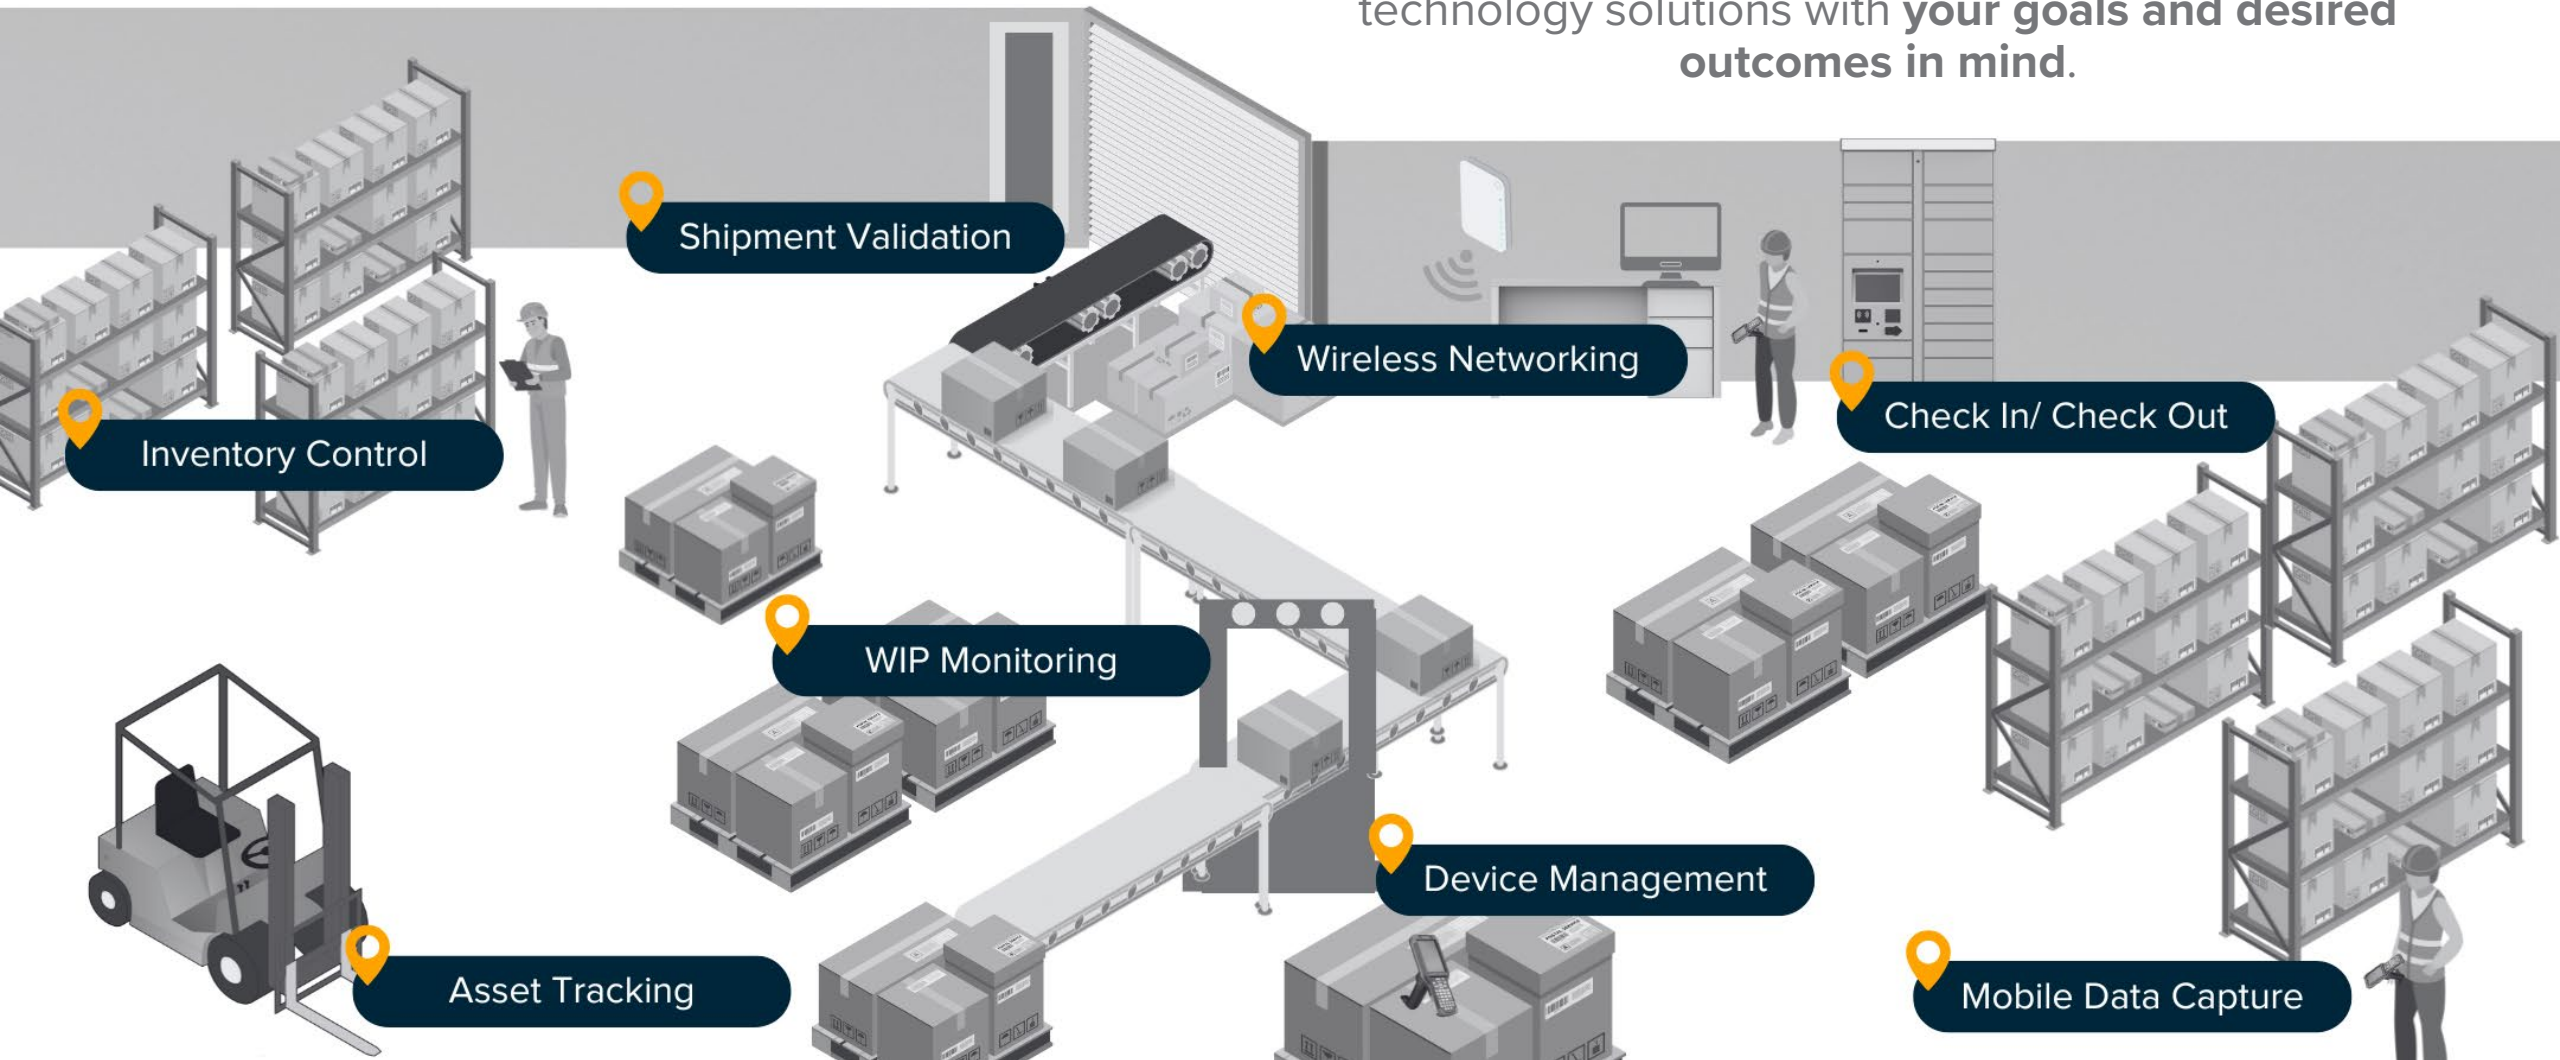 technology solutions with your goals and desired
outcomes in mind.
Shipment Validation
Wireless Networking
Check In/ Check Out
Inventory Control
WIP Monitoring
Device Management
Asset Tracking
Mobile Data Capture